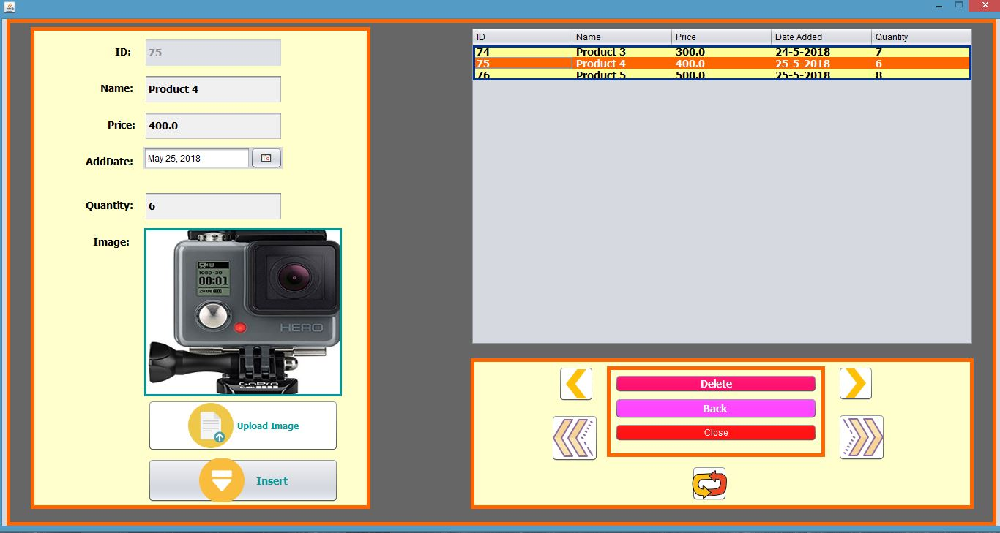 ID: 75
Name: Product 4
Price: 400.0
AddDate: May 25, 2018
Quantity: 6
Image:
1080·30
00:01
HERO
GoPro
Upload Image
Insert
ID Name Price Date Added Quantity
74 Product 3 300.0 24-5-2018 7
75 Product 4 400.0 25-5-2018 6
76 Product 5 500.0 25-5-2018 8
Delete
Back
Close